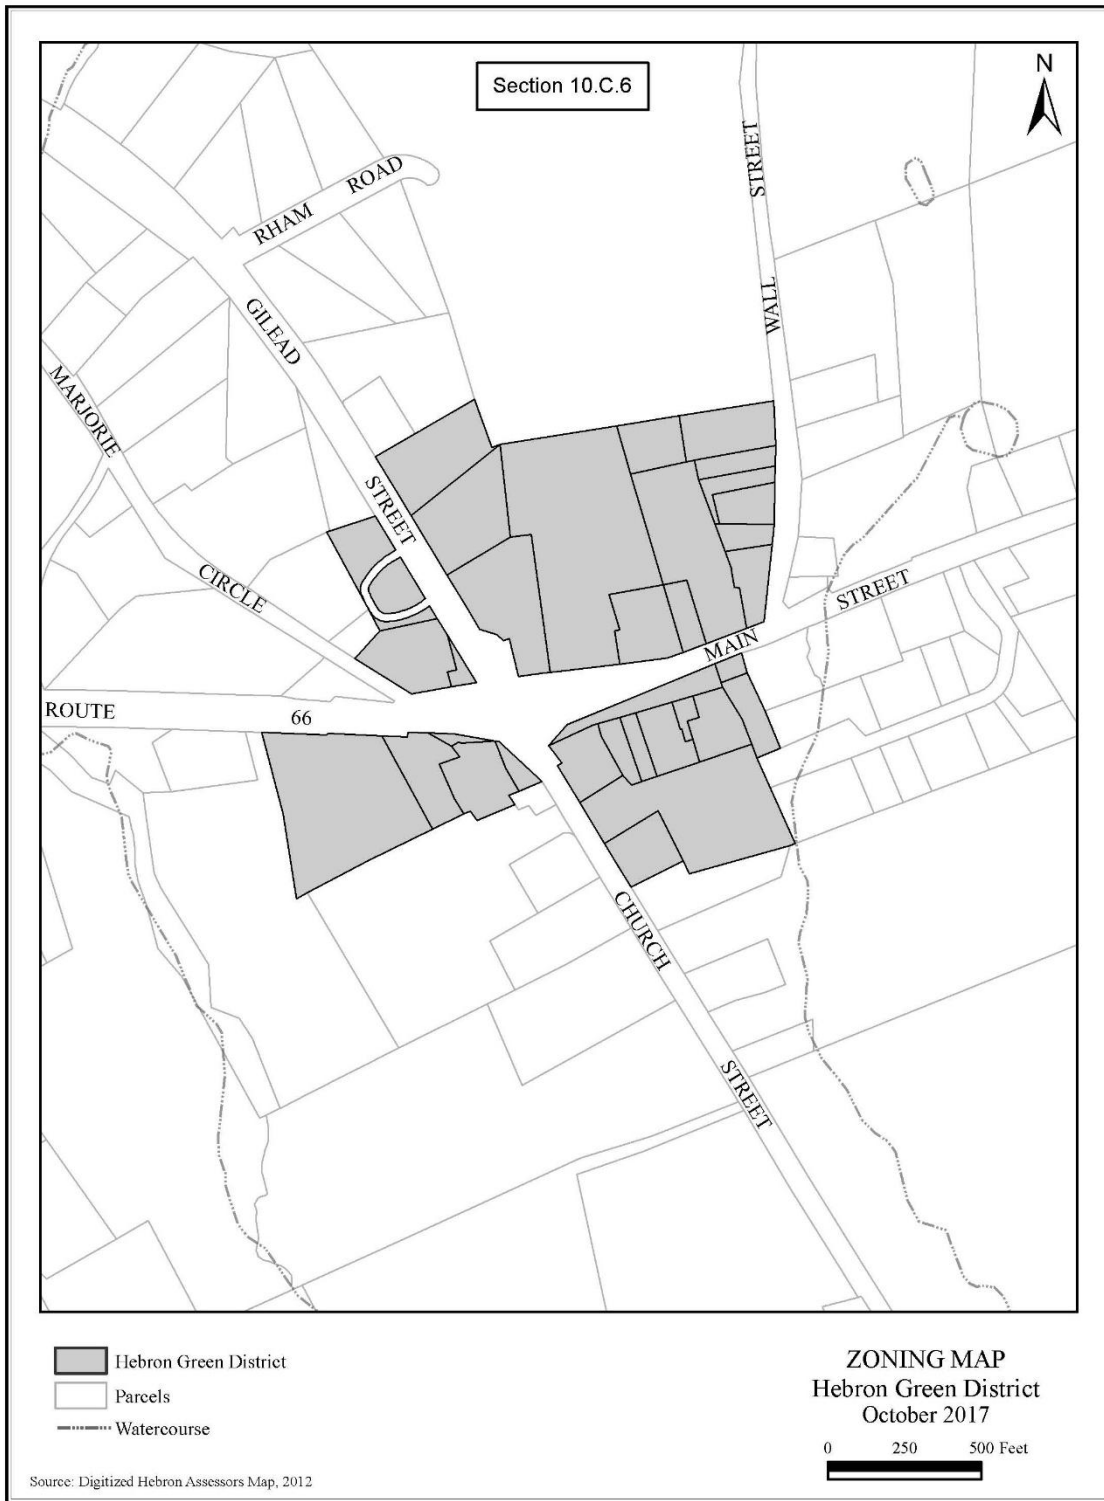 Section 10.C.6
N
RHAM ROAD
STREET
WALL
GILEAD
STREET
MARJORIE
CIRCLE
STREET
MAIN
ROUTE 66
CHURCH
STREET
Hebron Green District
Parcels
Watercourse
ZONING MAP
Hebron Green District
October 2017
0 250 500 Feet
Source: Digitized Hebron Assessors Map, 2012